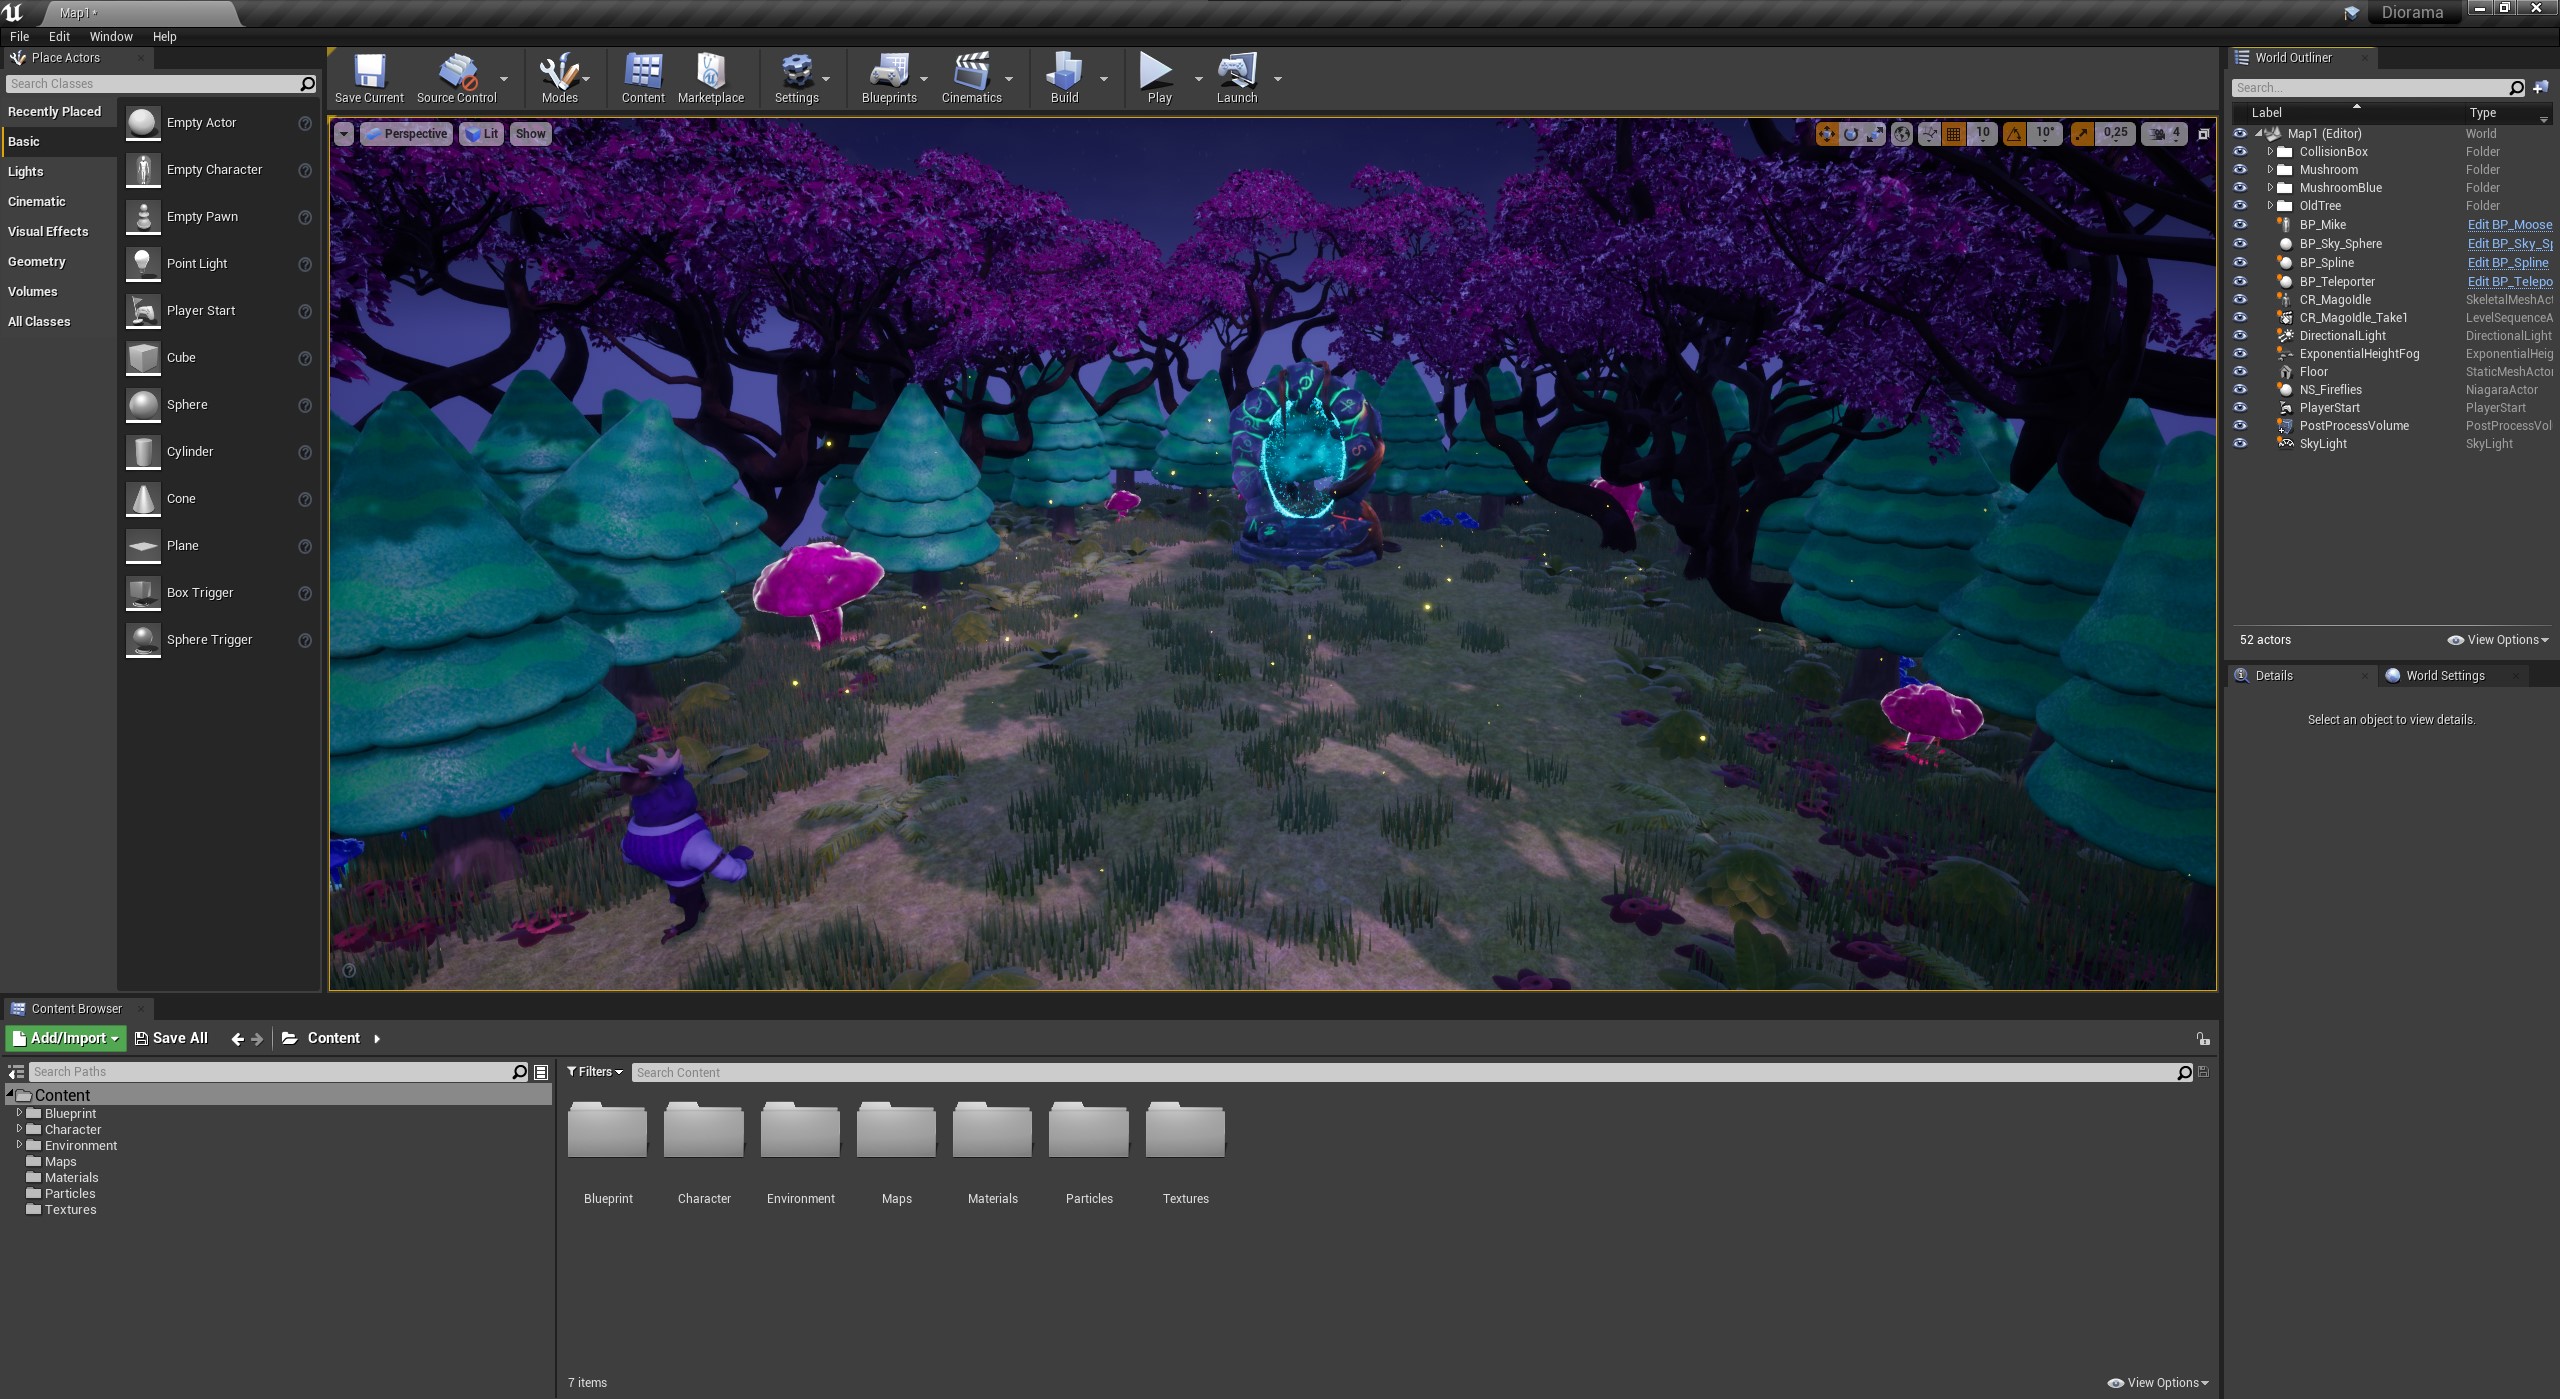 Map1*
Diorama
File Edit Window Help
Place Actors
Search Classes
Recently Placed
Basic
Lights
Cinematic
Visual Effects
Geometry
Volumes
All Classes
Empty Actor
Empty Character
Empty Pawn
Point Light
Player Start
Cube
Sphere
Cylinder
Cone
Plane
Box Trigger
Sphere Trigger
Save Current Source Control Modes Content Marketplace Settings Blueprints Cinematics Build Play Launch
Perspective Lit Show 10 10° 0,25 4
World Outliner
Search...
Label Type
Map1 (Editor) World
CollisionBox Folder
Mushroom Folder
MushroomBlue Folder
OldTree Folder
BP_Mike Edit BP_Moose
BP_Sky_Sphere Edit BP_Sky_Sp
BP_Spline Edit BP_Spline
BP_Teleporter Edit BP_Telepo
CR_MagoIdle SkeletalMeshAct
CR_MagoIdle_Take1 LevelSequenceA
DirectionalLight DirectionalLight
ExponentialHeightFog ExponentialHeig
Floor StaticMeshActor
NS_Fireflies NiagaraActor
PlayerStart PlayerStart
PostProcessVolume PostProcessVol
SkyLight SkyLight
52 actors View Options
Details World Settings
Select an object to view details.
Content Browser
Add/Import Save All Content
Search Paths
Content
Blueprint
Character
Environment
Maps
Materials
Particles
Textures
Filters Search Content
Blueprint Character Environment Maps Materials Particles Textures
7 items View Options